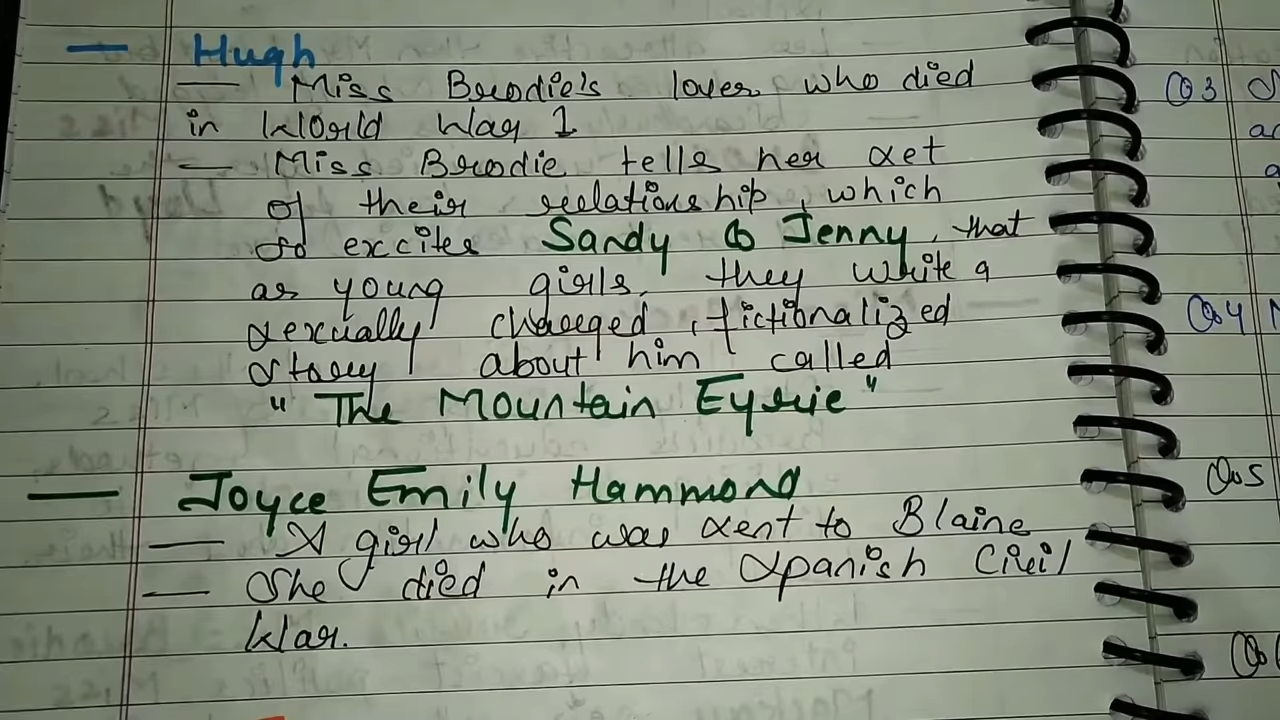 — Hugh
— Miss Brodie's lover who died
in World War 1
— Miss Brodie tells her set
of their relationship, which
so excites Sandy & Jenny, that
as young girls, they write a
sexually charged, fictionalized
story about him called
"The Mountain Eyrie"
— Joyce Emily Hammond
— A girl who was sent to Blaine
— She died in the Spanish Civil
War.
Q3
Q4
Q5